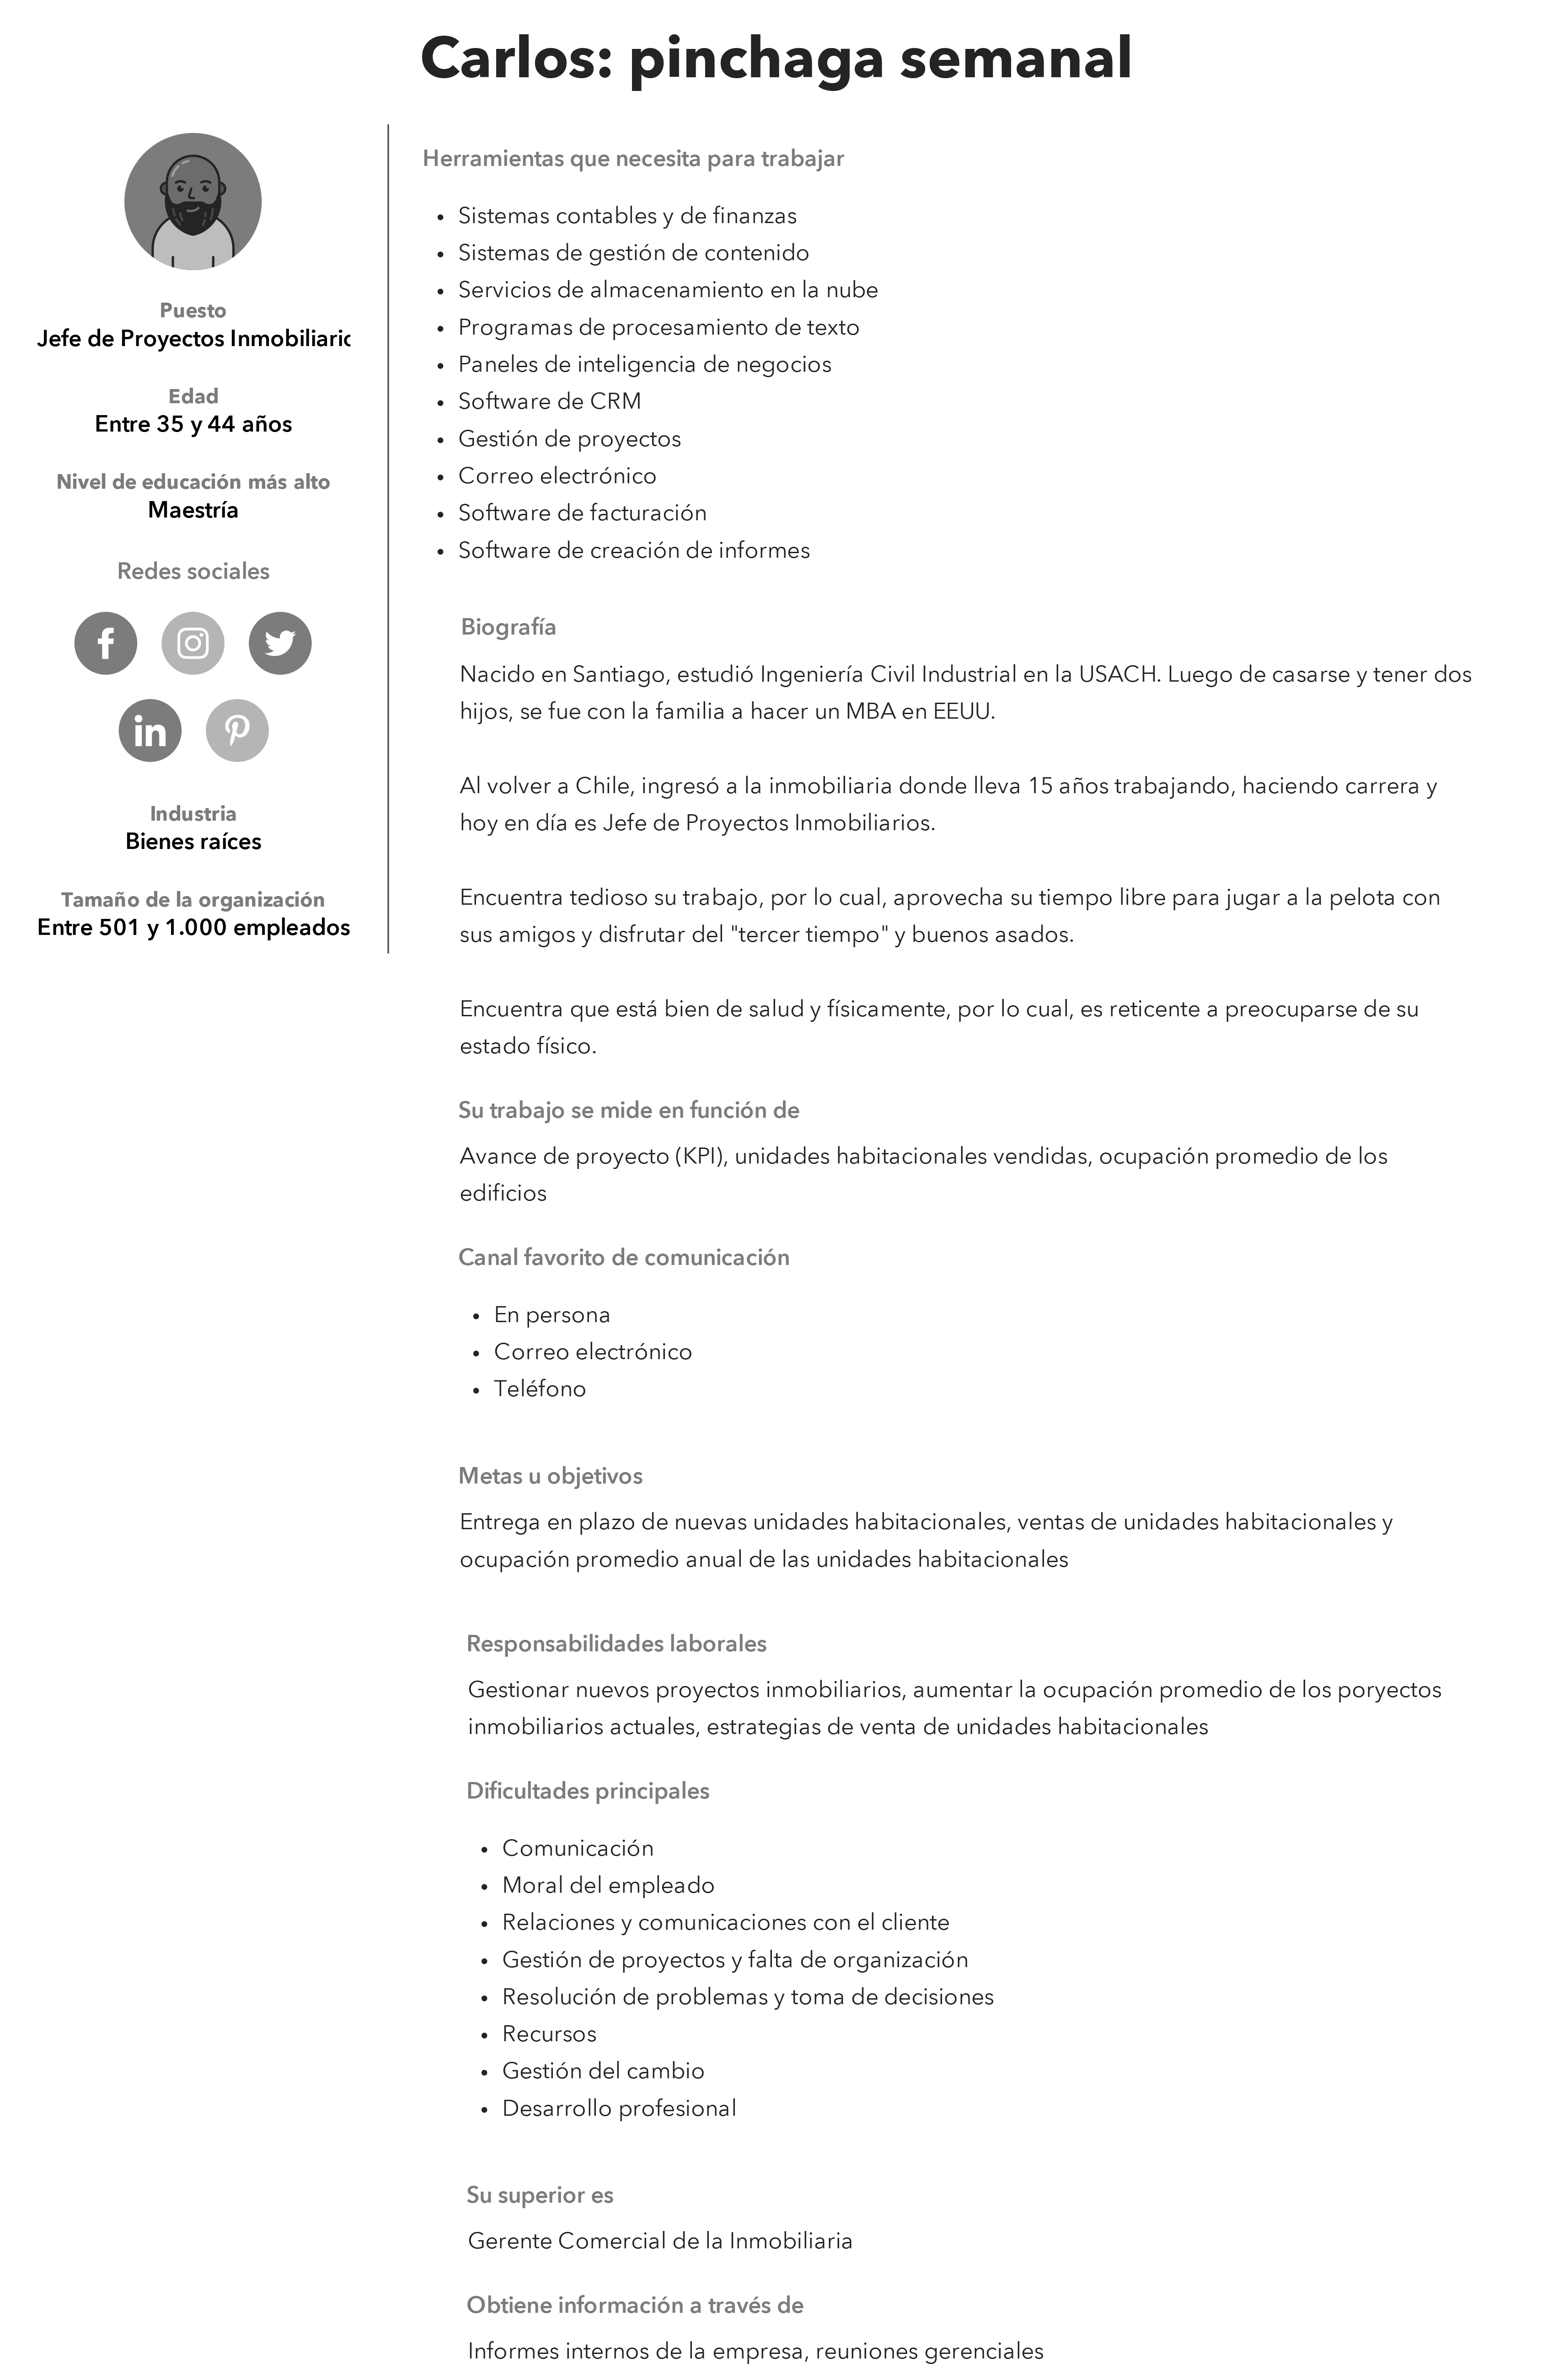 Carlos: pinchaga semanal
Puesto
Jefe de Proyectos Inmobiliario
Edad
Entre 35 y 44 años
Nivel de educación más alto
Maestría
Redes sociales
Industria
Bienes raíces
Tamaño de la organización
Entre 501 y 1.000 empleados
Herramientas que necesita para trabajar
• Sistemas contables y de finanzas
• Sistemas de gestión de contenido
• Servicios de almacenamiento en la nube
• Programas de procesamiento de texto
• Paneles de inteligencia de negocios
• Software de CRM
• Gestión de proyectos
• Correo electrónico
• Software de facturación
• Software de creación de informes
Biografía
Nacido en Santiago, estudió Ingeniería Civil Industrial en la USACH. Luego de casarse y tener dos
hijos, se fue con la familia a hacer un MBA en EEUU.
Al volver a Chile, ingresó a la inmobiliaria donde lleva 15 años trabajando, haciendo carrera y
hoy en día es Jefe de Proyectos Inmobiliarios.
Encuentra tedioso su trabajo, por lo cual, aprovecha su tiempo libre para jugar a la pelota con
sus amigos y disfrutar del "tercer tiempo" y buenos asados.
Encuentra que está bien de salud y físicamente, por lo cual, es reticente a preocuparse de su
estado físico.
Su trabajo se mide en función de
Avance de proyecto (KPI), unidades habitacionales vendidas, ocupación promedio de los
edificios
Canal favorito de comunicación
• En persona
• Correo electrónico
• Teléfono
Metas u objetivos
Entrega en plazo de nuevas unidades habitacionales, ventas de unidades habitacionales y
ocupación promedio anual de las unidades habitacionales
Responsabilidades laborales
Gestionar nuevos proyectos inmobiliarios, aumentar la ocupación promedio de los poryectos
inmobiliarios actuales, estrategias de venta de unidades habitacionales
Dificultades principales
• Comunicación
• Moral del empleado
• Relaciones y comunicaciones con el cliente
• Gestión de proyectos y falta de organización
• Resolución de problemas y toma de decisiones
• Recursos
• Gestión del cambio
• Desarrollo profesional
Su superior es
Gerente Comercial de la Inmobiliaria
Obtiene información a través de
Informes internos de la empresa, reuniones gerenciales